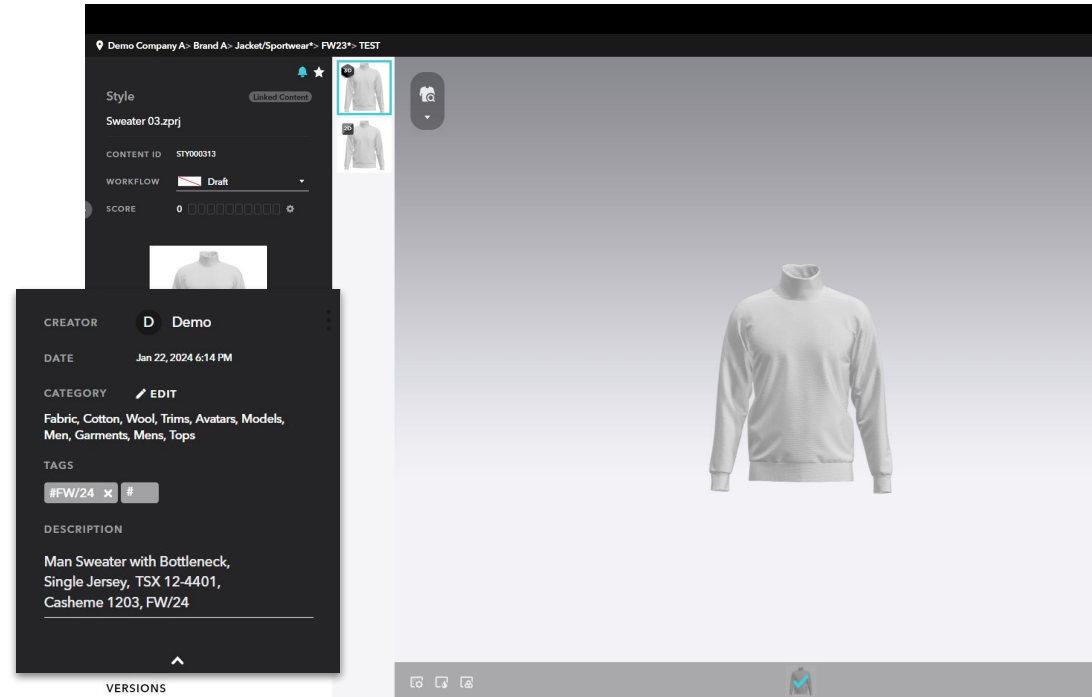 Demo Company A> Brand A> Jacket/Sportwear*> FW23*> TEST
Style
Linked Content
Sweater 03.zprj
CONTENT ID STY000313
WORKFLOW Draft
SCORE 0
3D
2D
CREATOR D Demo
DATE Jan 22, 2024 6:14 PM
CATEGORY EDIT
Fabric, Cotton, Wool, Trims, Avatars, Models,
Men, Garments, Mens, Tops
TAGS
#FW/24 #
DESCRIPTION
Man Sweater with Bottleneck,
Single Jersey, TSX 12-4401,
Casheme 1203, FW/24
VERSIONS